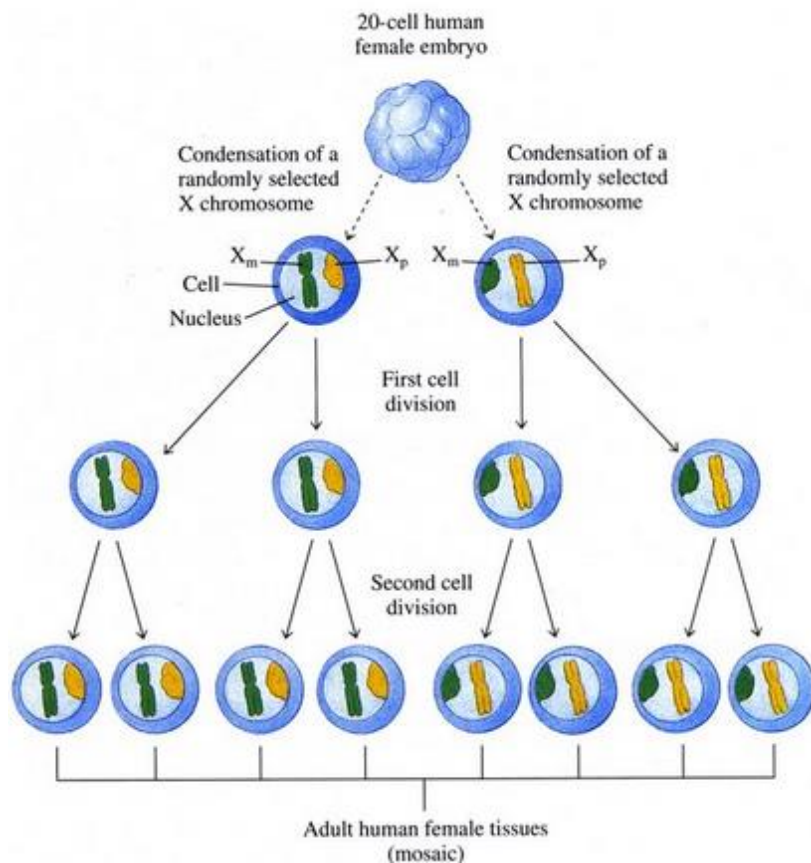 20-cell human
female embryo
Condensation of a
randomly selected
X chromosome
Condensation of a
randomly selected
X chromosome
Xm
Xp
Xm
Xp
Cell
Nucleus
First cell
division
Second cell
division
Adult human female tissues
(mosaic)